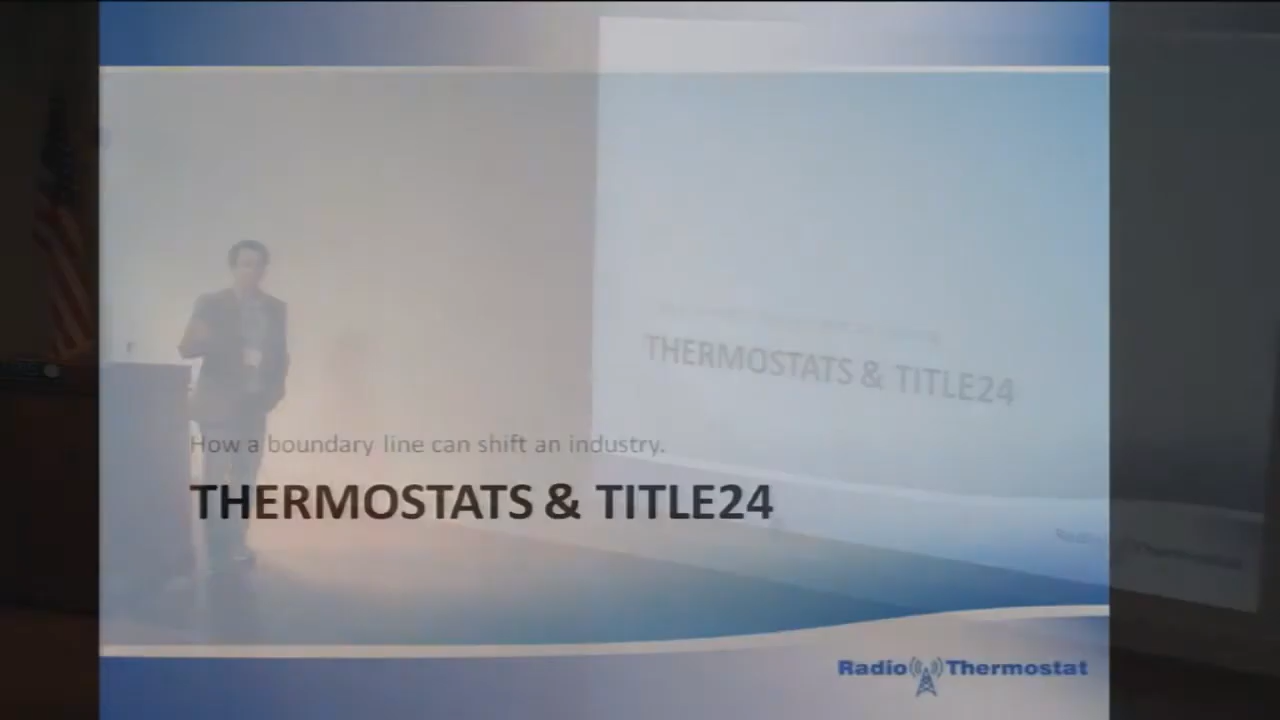 How a boundary line can shift an industry.
THERMOSTATS & TITLE24
THERMOSTATS & TITLE24
Radio Thermostat